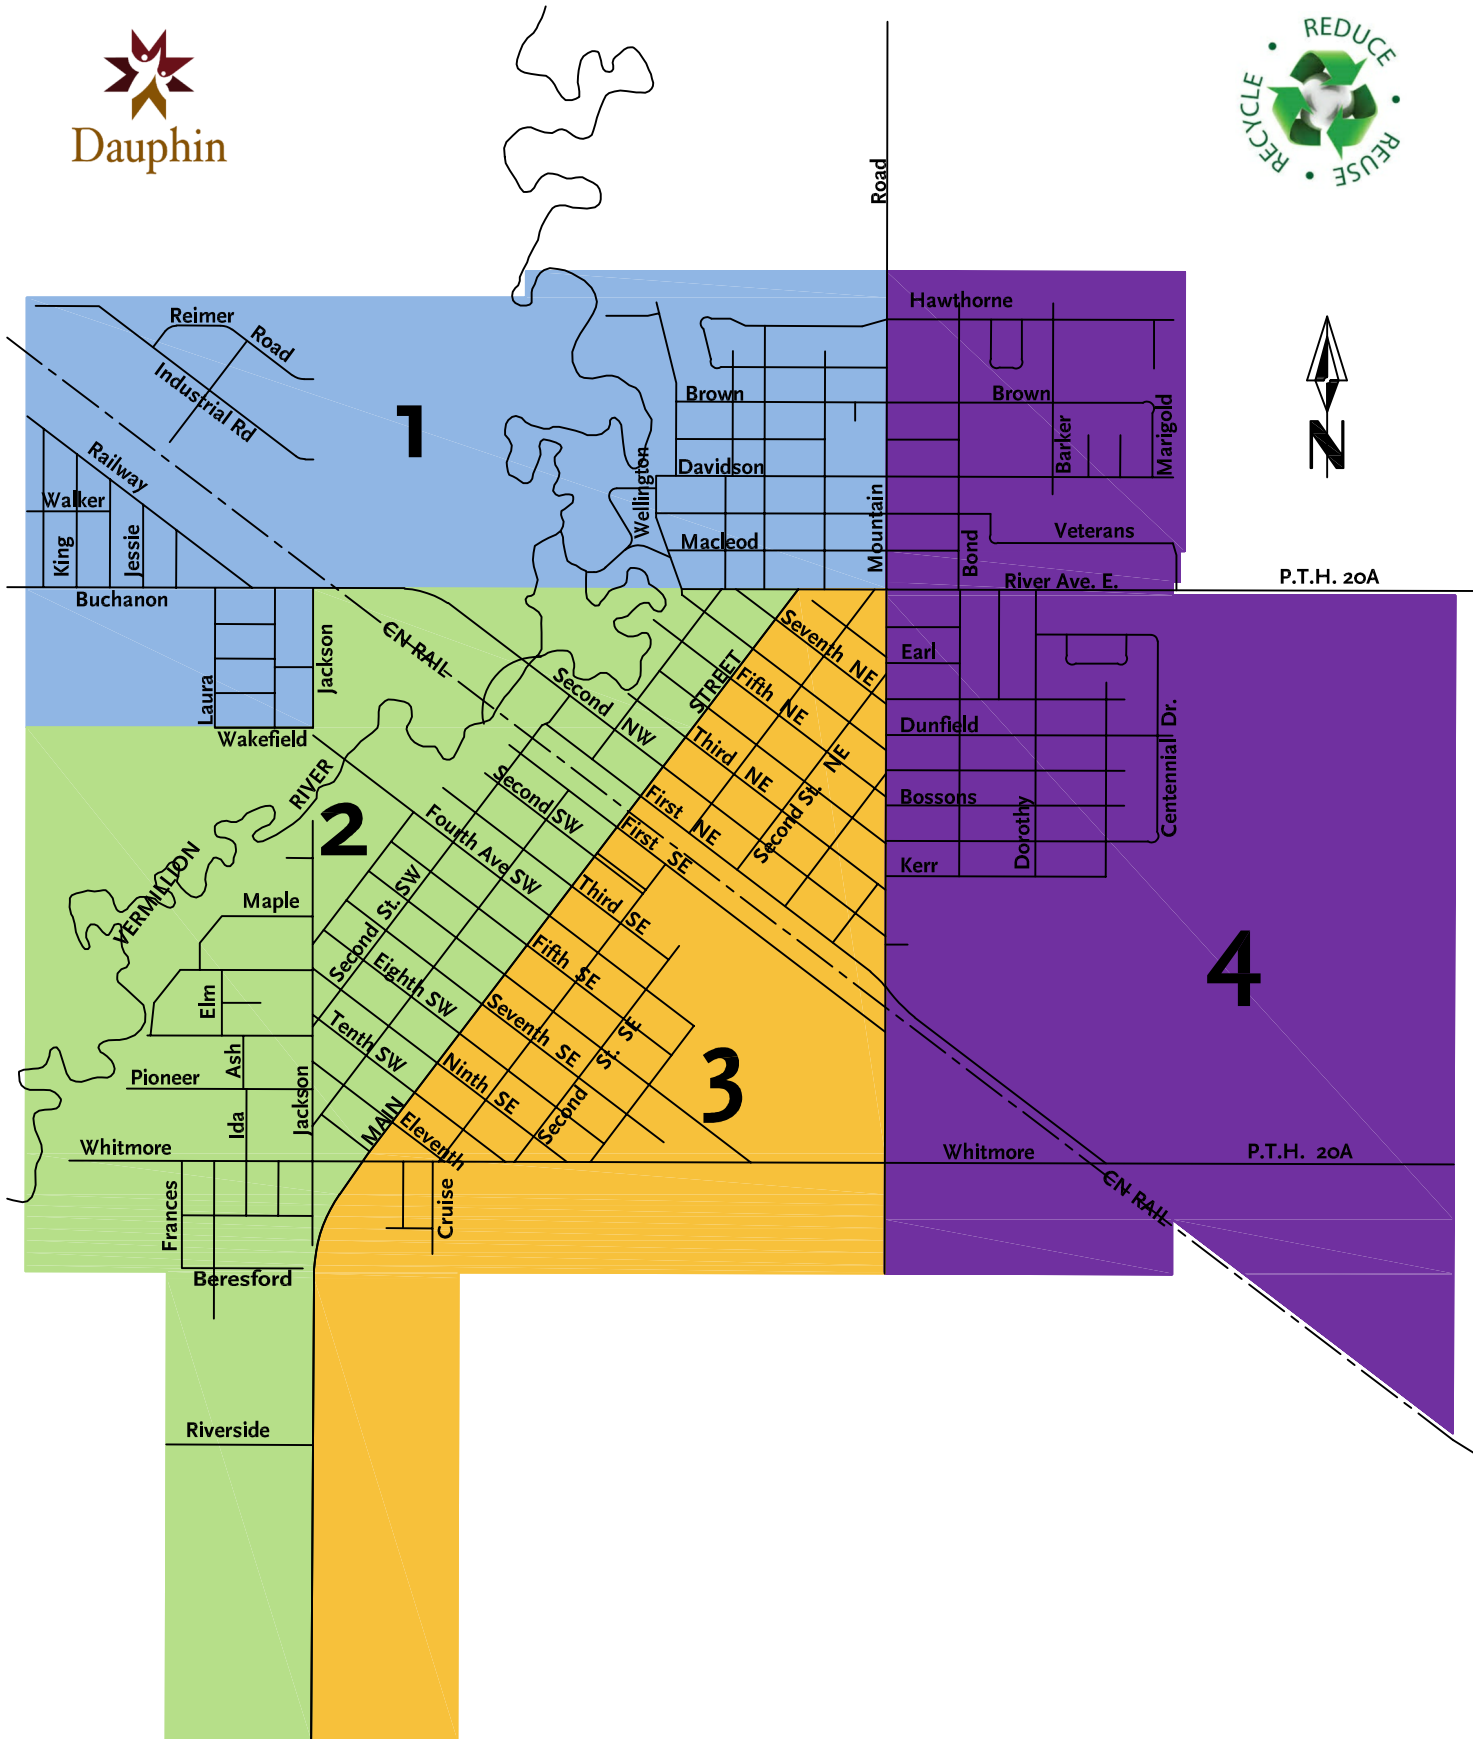 Dauphin
REDUCE
REUSE
RECYCLE
Road
Hawthorne
Reimer
Road
Industrial Rd
1
Brown
Brown
Barker
Marigold
N
Railway
Davidson
Walker
Wellington
Mountain
King
Jessie
Macleod
Bond
Veterans
River Ave. E.
P.T.H. 20A
Buchanon
CN RAIL
Jackson
Laura
Wakefield
Seventh NE
Earl
STREET
Fifth NE
Second NW
Dunfield
Centennial Dr.
Third NE
Second St. NE
RIVER
2
Second SW
First NE
Bossons
Dorothy
Fourth Ave SW
First SE
Kerr
VERMILLION
Maple
Second St. SW
Third SE
4
Elm
Eighth SW
Fifth SE
Tenth SW
Seventh SE
Second St. SE
3
Ash
Pioneer
Ida
Jackson
MAIN
Ninth SE
Eleventh
Whitmore
Whitmore
P.T.H. 20A
CN RAIL
Frances
Cruise
Beresford
Riverside